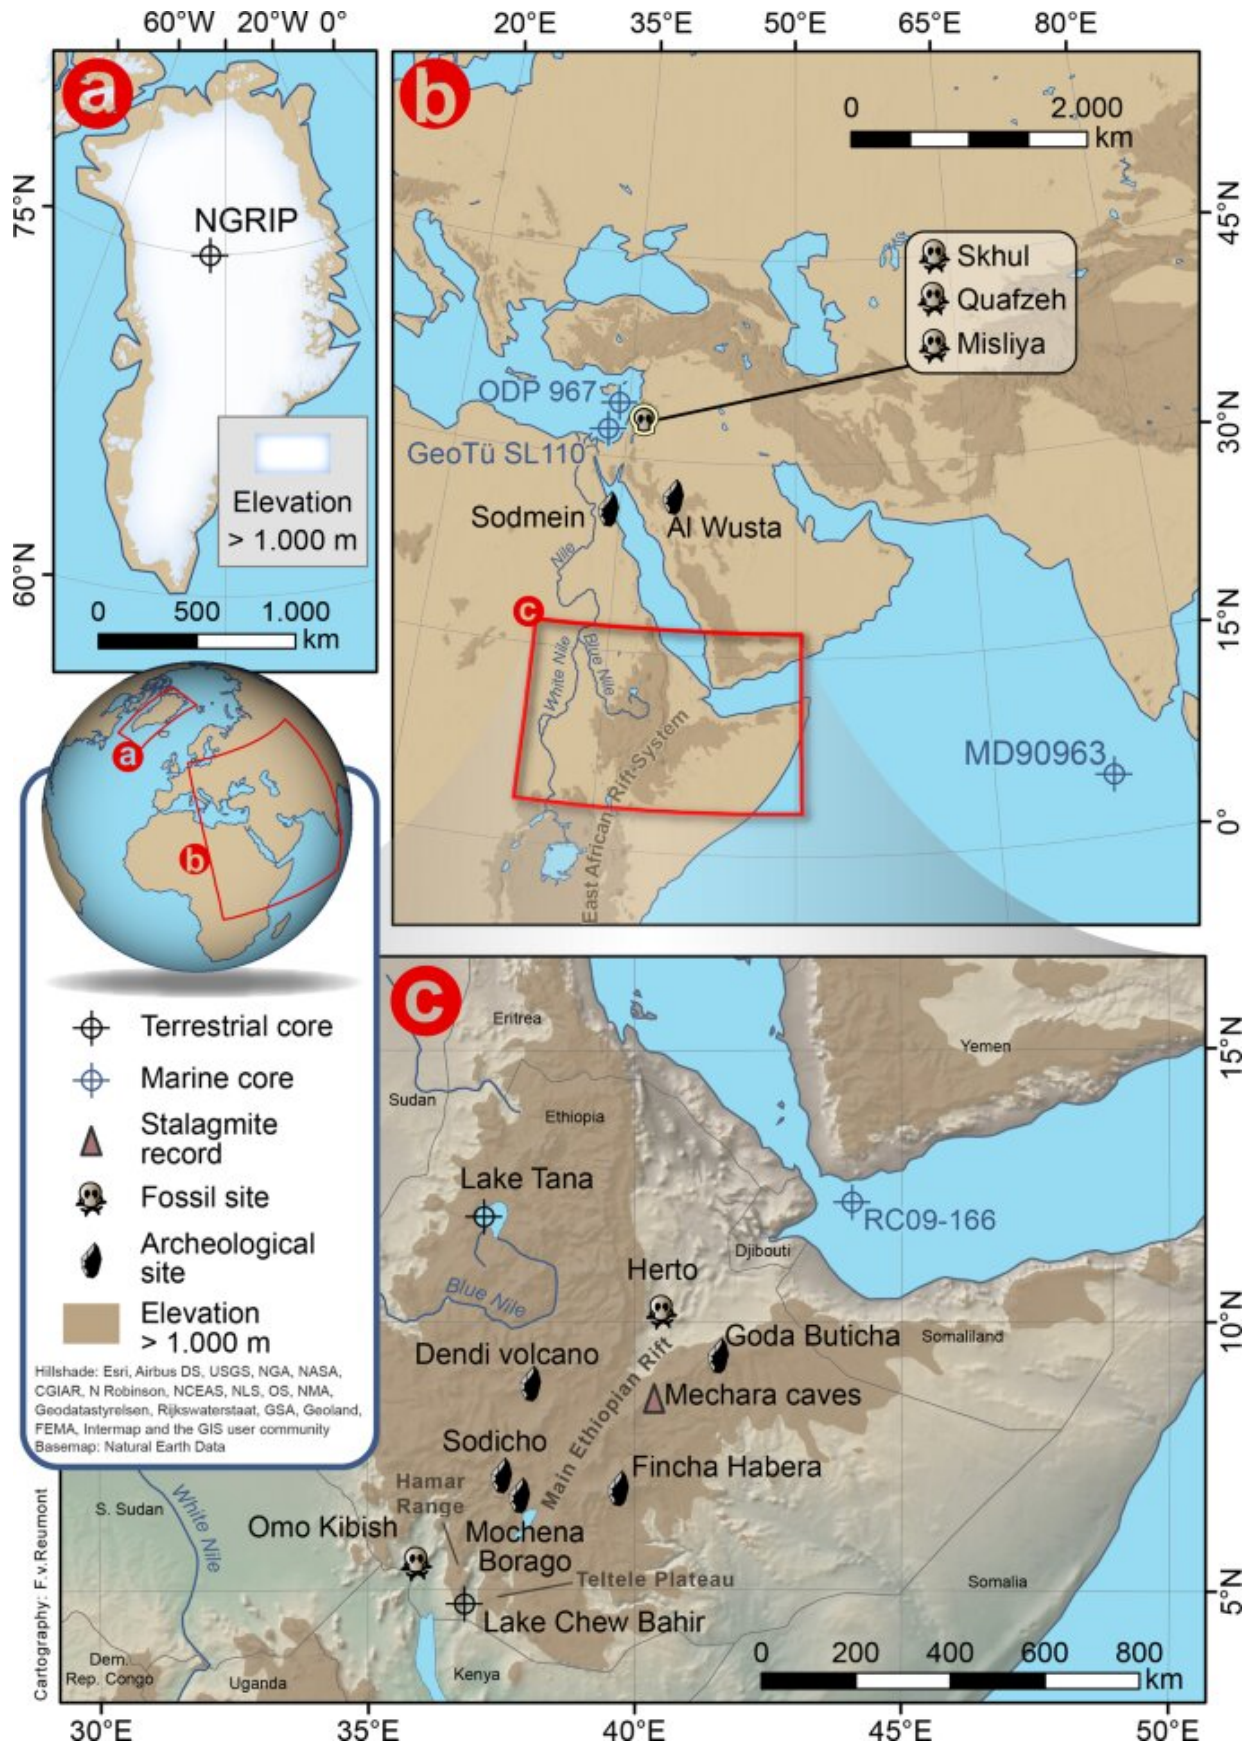 60°W 20°W 0°
a
75°N
NGRIP
Elevation
> 1.000 m
60°N
0 500 1.000
km
20°E 35°E 50°E 65°E 80°E
b
0 2.000
km
45°N
Skhul
Quafzeh
Misliya
ODP 967
30°N
GeoTü SL110
Sodmein
Al Wusta
Nile
c
15°N
White Nile
Blue Nile
East African-Rift-System
MD90963
0°
a
b
Terrestrial core
Marine core
Stalagmite
record
Fossil site
Archeological
site
Elevation
> 1.000 m
Hillshade: Esri, Airbus DS, USGS, NGA, NASA,
CGIAR, N Robinson, NCEAS, NLS, OS, NMA,
Geodatastyrelsen, Rijkswaterstaat, GSA, Geoland,
FEMA, Intermap and the GIS user community
Basemap: Natural Earth Data
c
Eritrea
Yemen
15°N
Sudan
Ethiopia
Lake Tana
RC09-166
Djibouti
Herto
Blue Nile
10°N
Goda Buticha
Somaliland
Dendi volcano
Mechara caves
Main Ethiopian Rift
Sodicho
Fincha Habera
Hamar
Range
S. Sudan
White Nile
Omo Kibish
Mochena
Borago
Teltele Plateau
Somalia
5°N
Lake Chew Bahir
Dem.
Rep. Congo
Uganda
Kenya
0 200 400 600 800
km
Cartography: F.v.Reumont
30°E 35°E 40°E 45°E 50°E